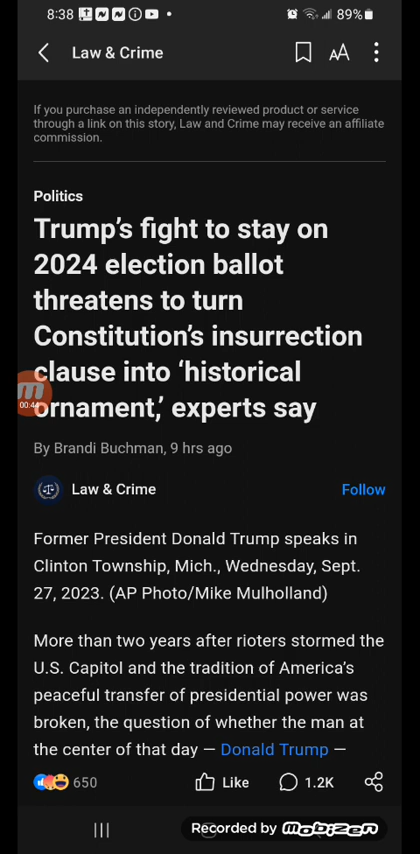 8:38 89%
Law & Crime AA
If you purchase an independently reviewed product or service
through a link on this story, Law and Crime may receive an affiliate
commission.
Politics
Trump’s fight to stay on
2024 election ballot
threatens to turn
Constitution’s insurrection
clause into ‘historical
ornament,’ experts say
00:44
By Brandi Buchman, 9 hrs ago
Law & Crime Follow
Former President Donald Trump speaks in
Clinton Township, Mich., Wednesday, Sept.
27, 2023. (AP Photo/Mike Mulholland)
More than two years after rioters stormed the
U.S. Capitol and the tradition of America’s
peaceful transfer of presidential power was
broken, the question of whether the man at
the center of that day — Donald Trump —
650 Like 1.2K
Recorded by mobizen